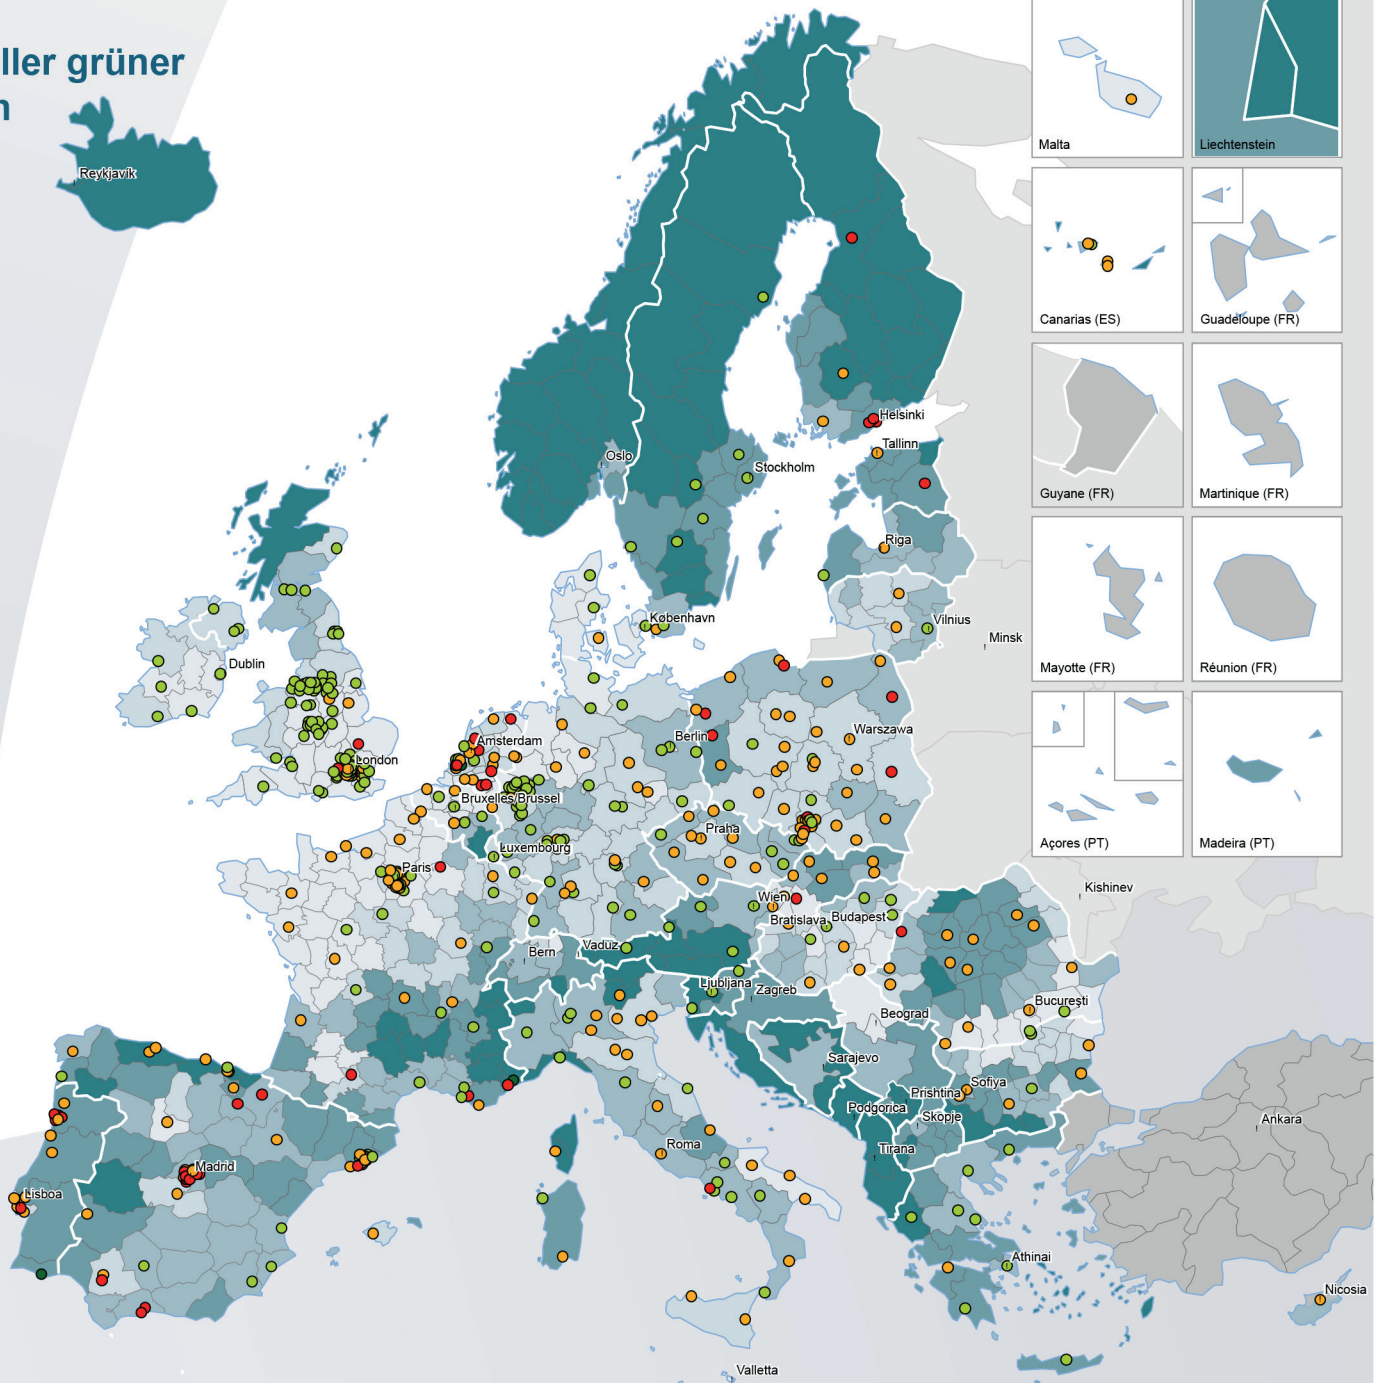 ller grüner
Reykjavík
Malta
Liechtenstein
Canarias (ES)
Guadeloupe (FR)
Guyane (FR)
Martinique (FR)
Mayotte (FR)
Réunion (FR)
Açores (PT)
Madeira (PT)
Helsinki
Tallinn
Oslo
Stockholm
Riga
København
Vilnius
Minsk
Dublin
London
Amsterdam
Berlin
Warszawa
Bruxelles/Brussel
Praha
Luxembourg
Paris
Kishinev
Wien
Bratislava
Budapest
Bern
Vaduz
Ljubljana
Zagreb
Beograd
Bucureşti
Sarajevo
Prishtina
Sofiya
Podgorica
Skopje
Ankara
Roma
Tirana
Madrid
Lisboa
Athinai
Nicosia
Valletta